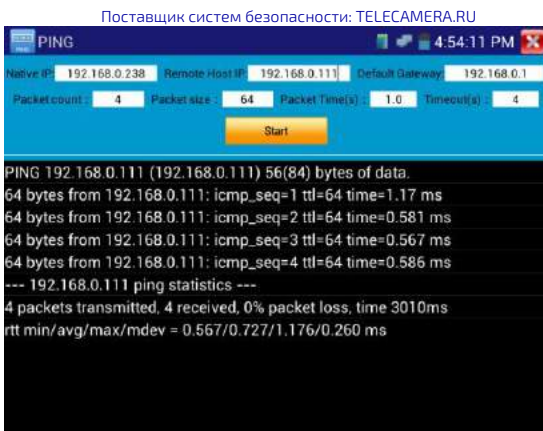 Поставщик систем безопасности: TELECAMERA.RU
PING 4:54:11 PM
Native IP: 192.168.0.238 Remote Host IP: 192.168.0.111 Default Gateway: 192.168.0.1
Packet count : 4 Packet size : 64 Packet Time(s) : 1.0 Timeout(s) : 4
Start
PING 192.168.0.111 (192.168.0.111) 56(84) bytes of data.
64 bytes from 192.168.0.111: icmp_seq=1 ttl=64 time=1.17 ms
64 bytes from 192.168.0.111: icmp_seq=2 ttl=64 time=0.581 ms
64 bytes from 192.168.0.111: icmp_seq=3 ttl=64 time=0.567 ms
64 bytes from 192.168.0.111: icmp_seq=4 ttl=64 time=0.586 ms
--- 192.168.0.111 ping statistics ---
4 packets transmitted, 4 received, 0% packet loss, time 3010ms
rtt min/avg/max/mdev = 0.567/0.727/1.176/0.260 ms